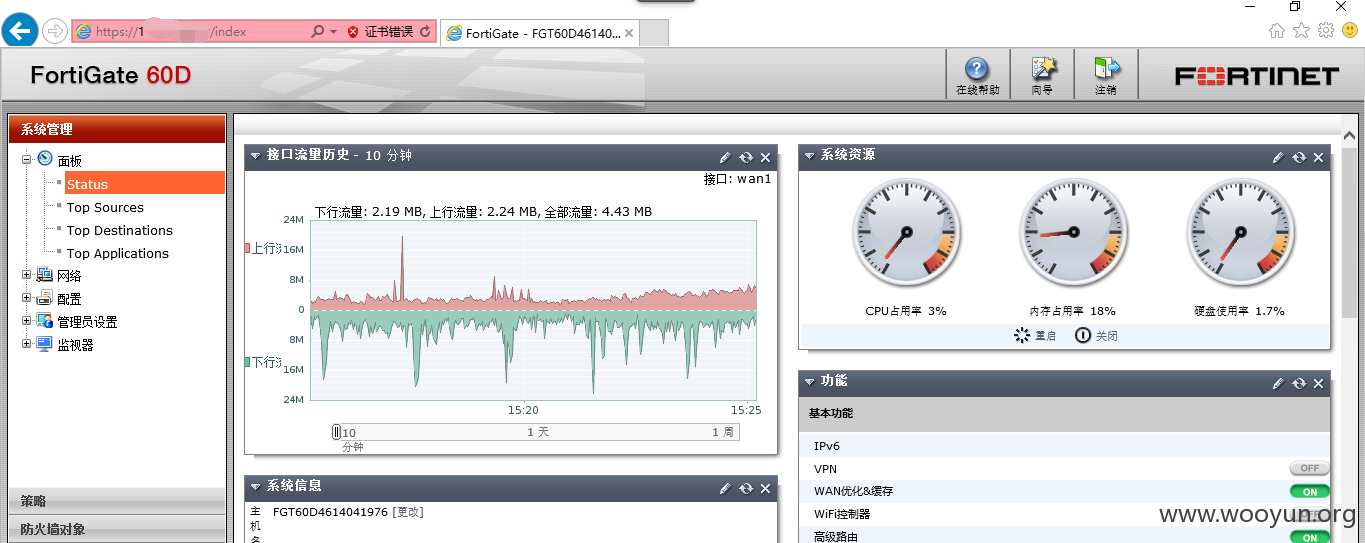 https://1 /index
证书错误
FortiGate - FGT60D46140...
FortiGate 60D
在线帮助
向导
注销
FORTINET
系统管理
面板
Status
Top Sources
Top Destinations
Top Applications
网络
配置
管理员设置
监视器
策略
防火墙对象
接口流量历史 - 10 分钟
接口: wan1
下行流量: 2.19 MB, 上行流量: 2.24 MB, 全部流量: 4.43 MB
24M
上行
16M
8M
0
8M
下行
16M
24M
15:20
15:25
10 分钟
1 天
1 周
系统信息
主机名
FGT60D4614041976 [更改]
系统资源
CPU占用率 3%
内存占用率 18%
硬盘使用率 1.7%
重启
关闭
功能
基本功能
IPv6
VPN
OFF
WAN优化&缓存
ON
WiFi控制器
OFF
高级路由
ON
www.wooyun.org